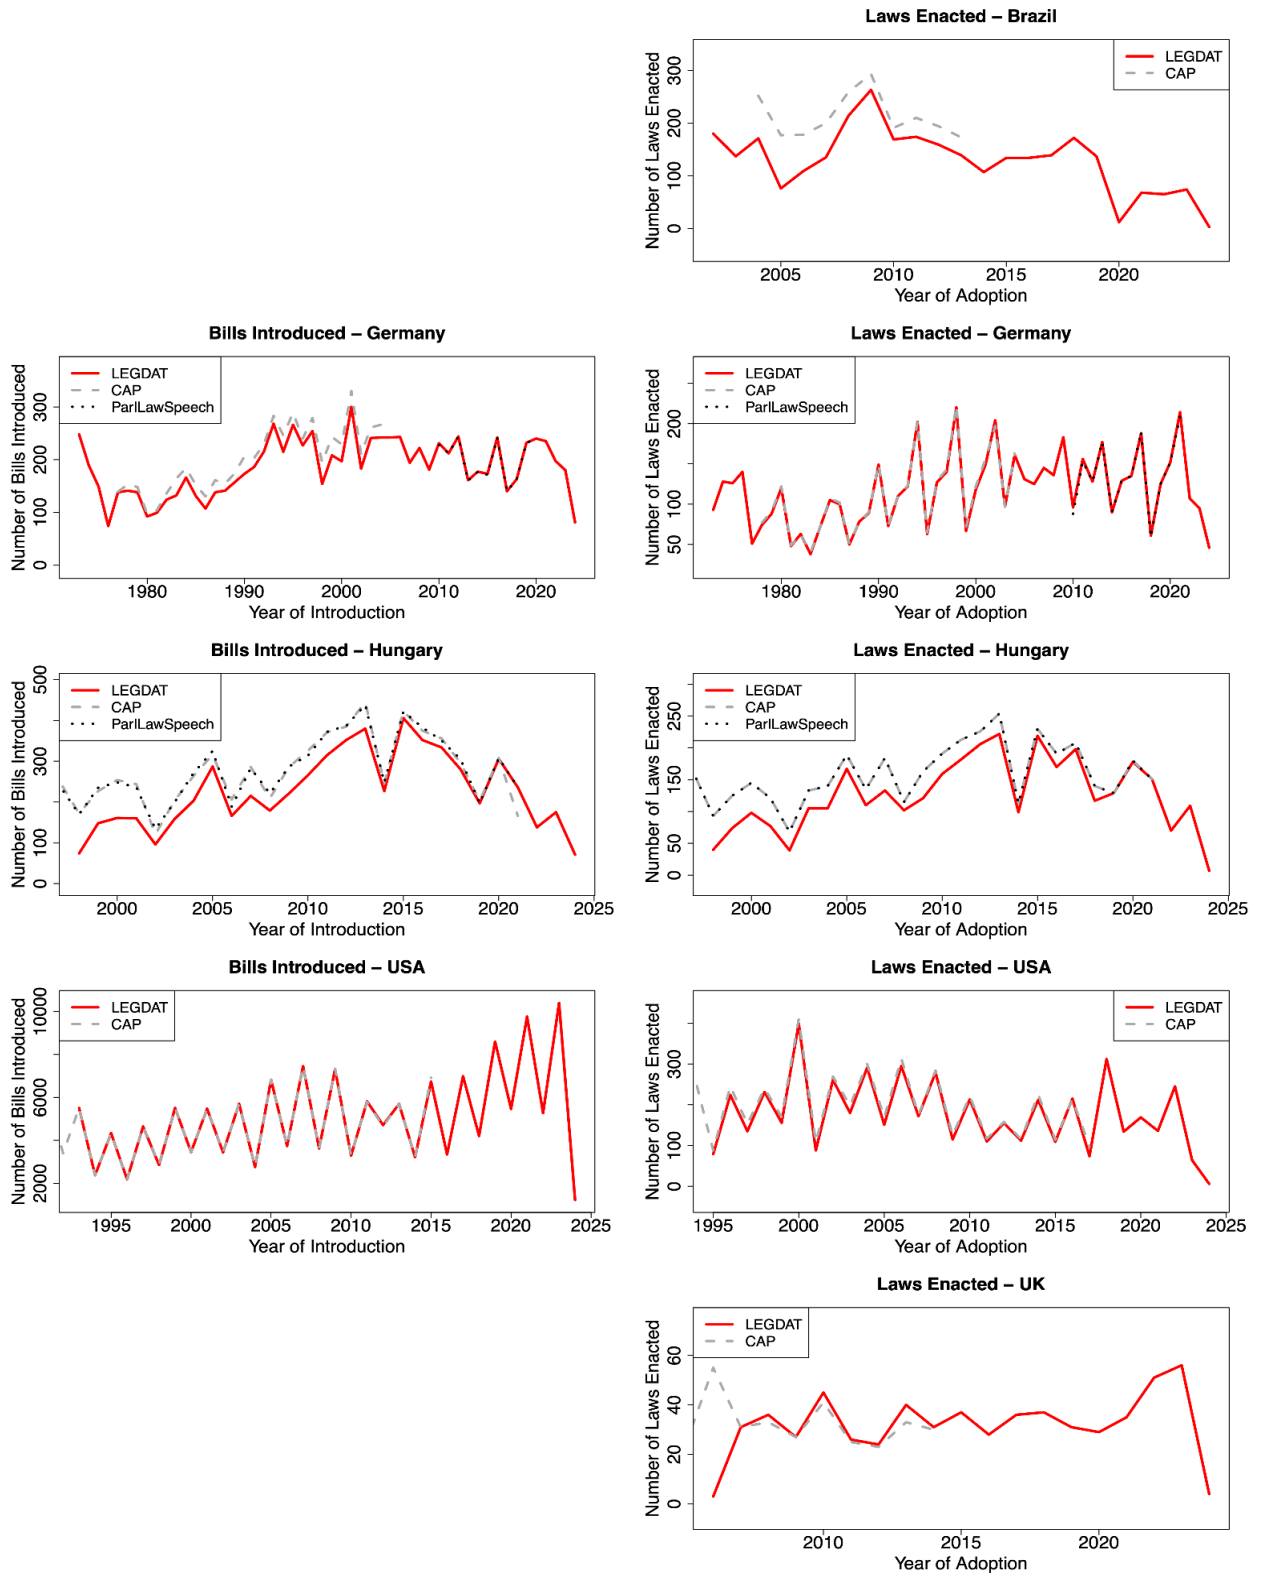 Laws Enacted – Brazil
Number of Laws Enacted
300
200
100
0
LEGDAT
CAP
2005 2010 2015 2020
Year of Adoption
Bills Introduced – Germany
Number of Bills Introduced
300
200
100
0
LEGDAT
CAP
ParlLawSpeech
1980 1990 2000 2010 2020
Year of Introduction
Laws Enacted – Germany
Number of Laws Enacted
200
100
50
LEGDAT
CAP
ParlLawSpeech
1980 1990 2000 2010 2020
Year of Adoption
Bills Introduced – Hungary
Number of Bills Introduced
500
300
100
0
LEGDAT
CAP
ParlLawSpeech
2000 2005 2010 2015 2020 2025
Year of Introduction
Laws Enacted – Hungary
Number of Laws Enacted
250
150
50
0
LEGDAT
CAP
ParlLawSpeech
2000 2005 2010 2015 2020 2025
Year of Adoption
Bills Introduced – USA
Number of Bills Introduced
10000
6000
2000
LEGDAT
CAP
1995 2000 2005 2010 2015 2020 2025
Year of Introduction
Laws Enacted – USA
Number of Laws Enacted
300
100
0
LEGDAT
CAP
1995 2000 2005 2010 2015 2020 2025
Year of Adoption
Laws Enacted – UK
Number of Laws Enacted
60
40
20
0
LEGDAT
CAP
2010 2015 2020
Year of Adoption